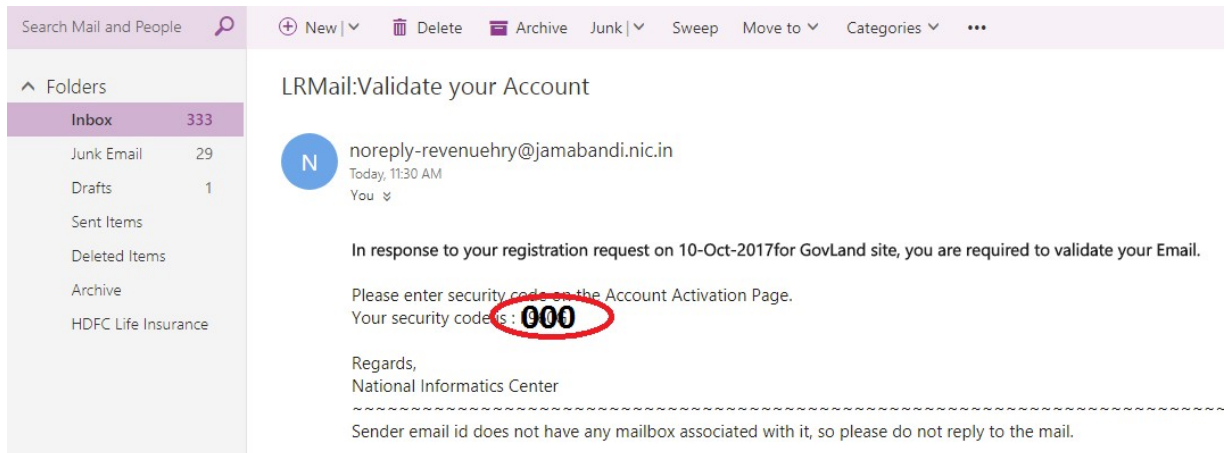 Search Mail and People
New
Delete
Archive
Junk
Sweep
Move to
Categories
Folders
Inbox 333
Junk Email 29
Drafts 1
Sent Items
Deleted Items
Archive
HDFC Life Insurance
LRMail:Validate your Account
N
noreply-revenuehry@jamabandi.nic.in
Today, 11:30 AM
You
In response to your registration request on 10-Oct-2017for GovLand site, you are required to validate your Email.
Please enter security code on the Account Activation Page.
Your security code is : 000
Regards,
National Informatics Center
~~~~~~~~~~~~~~~~~~~~~~~~~~~~~~~~~~~~~~~~~~~~~~~~~~~~~~~~~~~~~~~~~~~~~~~~~~~
Sender email id does not have any mailbox associated with it, so please do not reply to the mail.